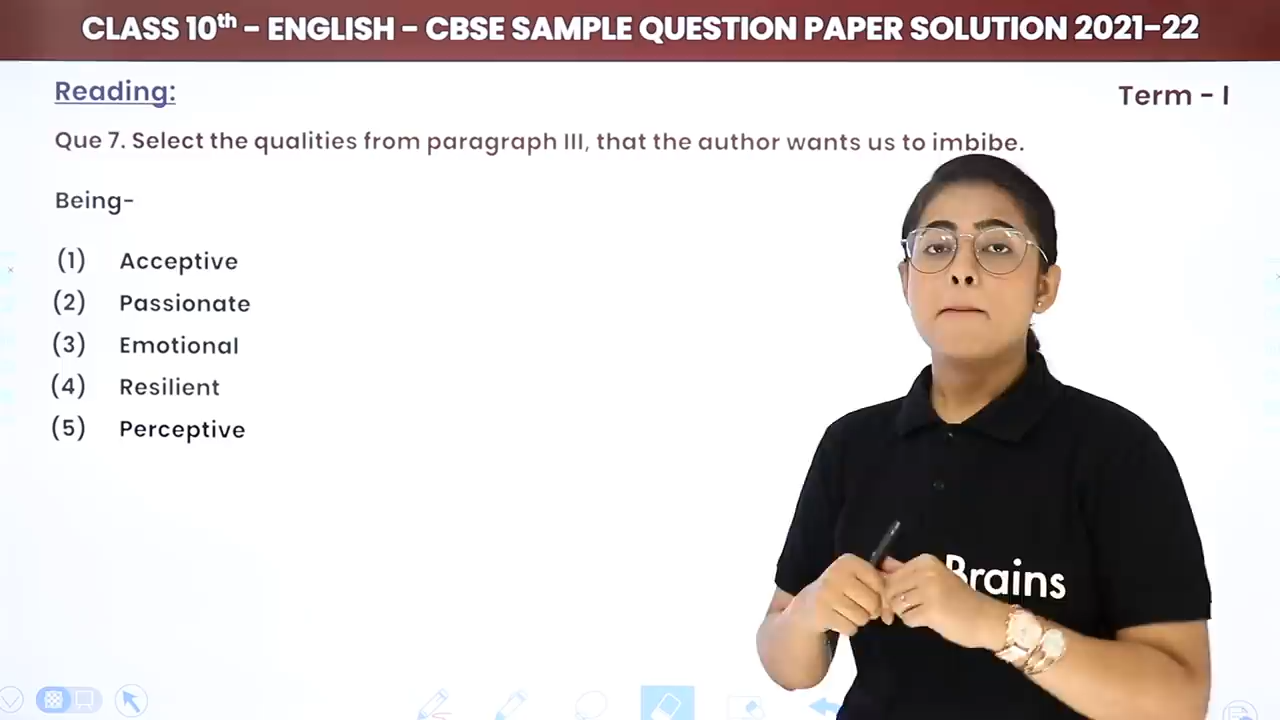 CLASS 10th - ENGLISH - CBSE SAMPLE QUESTION PAPER SOLUTION 2021-22
Reading:
Term - I
Que 7. Select the qualities from paragraph III, that the author wants us to imbibe.
Being-
(1) Acceptive
(2) Passionate
(3) Emotional
(4) Resilient
(5) Perceptive
Brains